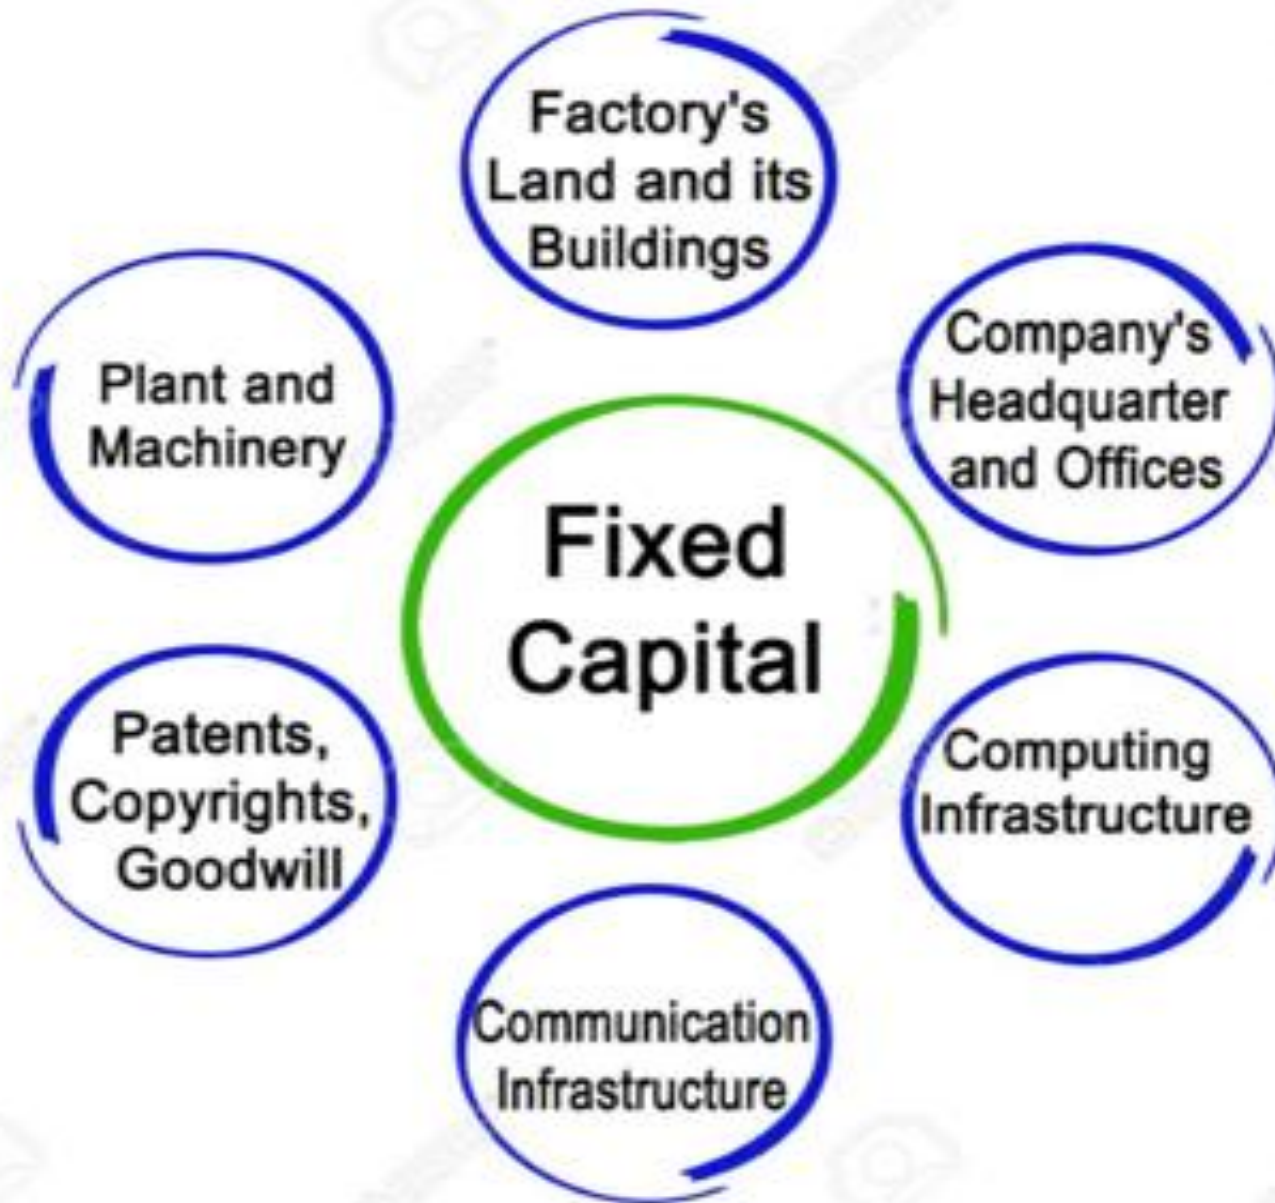 Factory's
Land and its
Buildings
Company's
Headquarter
and Offices
Plant and
Machinery
Fixed
Capital
Patents,
Copyrights,
Goodwill
Computing
Infrastructure
Communication
Infrastructure